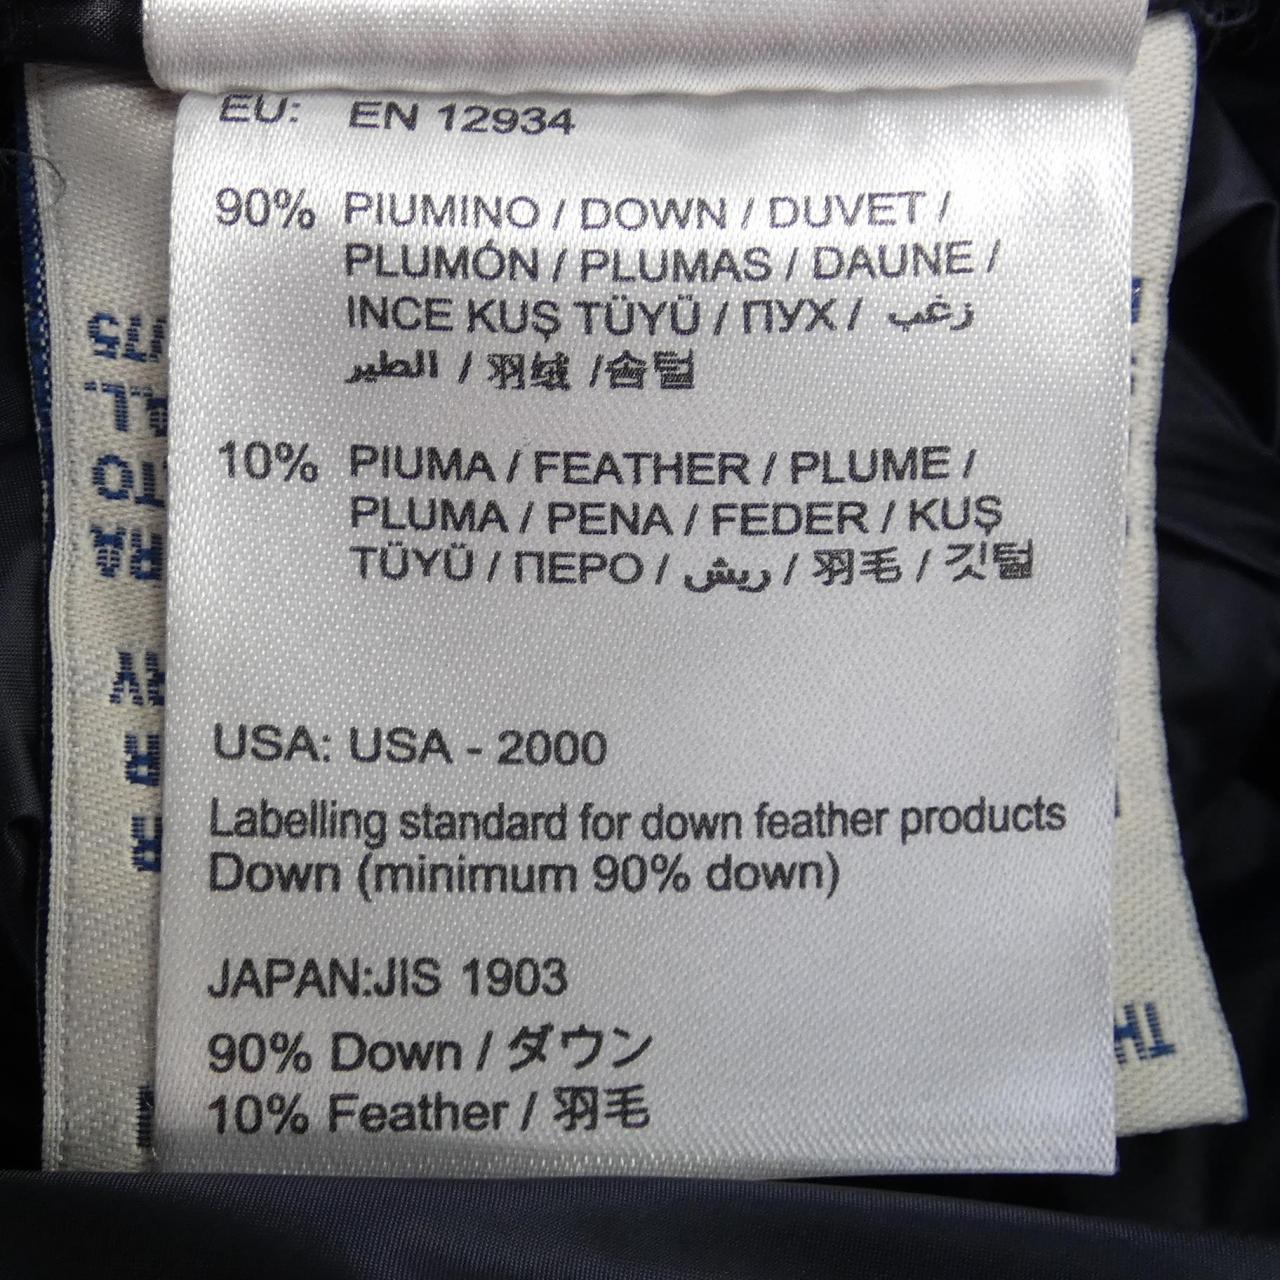 EU: EN 12934
90% PIUMINO / DOWN / DUVET /
PLUMÓN / PLUMAS / DAUNE /
INCE KUŞ TÜYÜ / ПУХ / زغب
الطير / 羽绒 /솜털
10% PIUMA / FEATHER / PLUME /
PLUMA / PENA / FEDER / KUŞ
TÜYÜ / ПЕРО / ريش / 羽毛 / 깃털
USA: USA - 2000
Labelling standard for down feather products
Down (minimum 90% down)
JAPAN:JIS 1903
90% Down / ダウン
10% Feather / 羽毛
TH